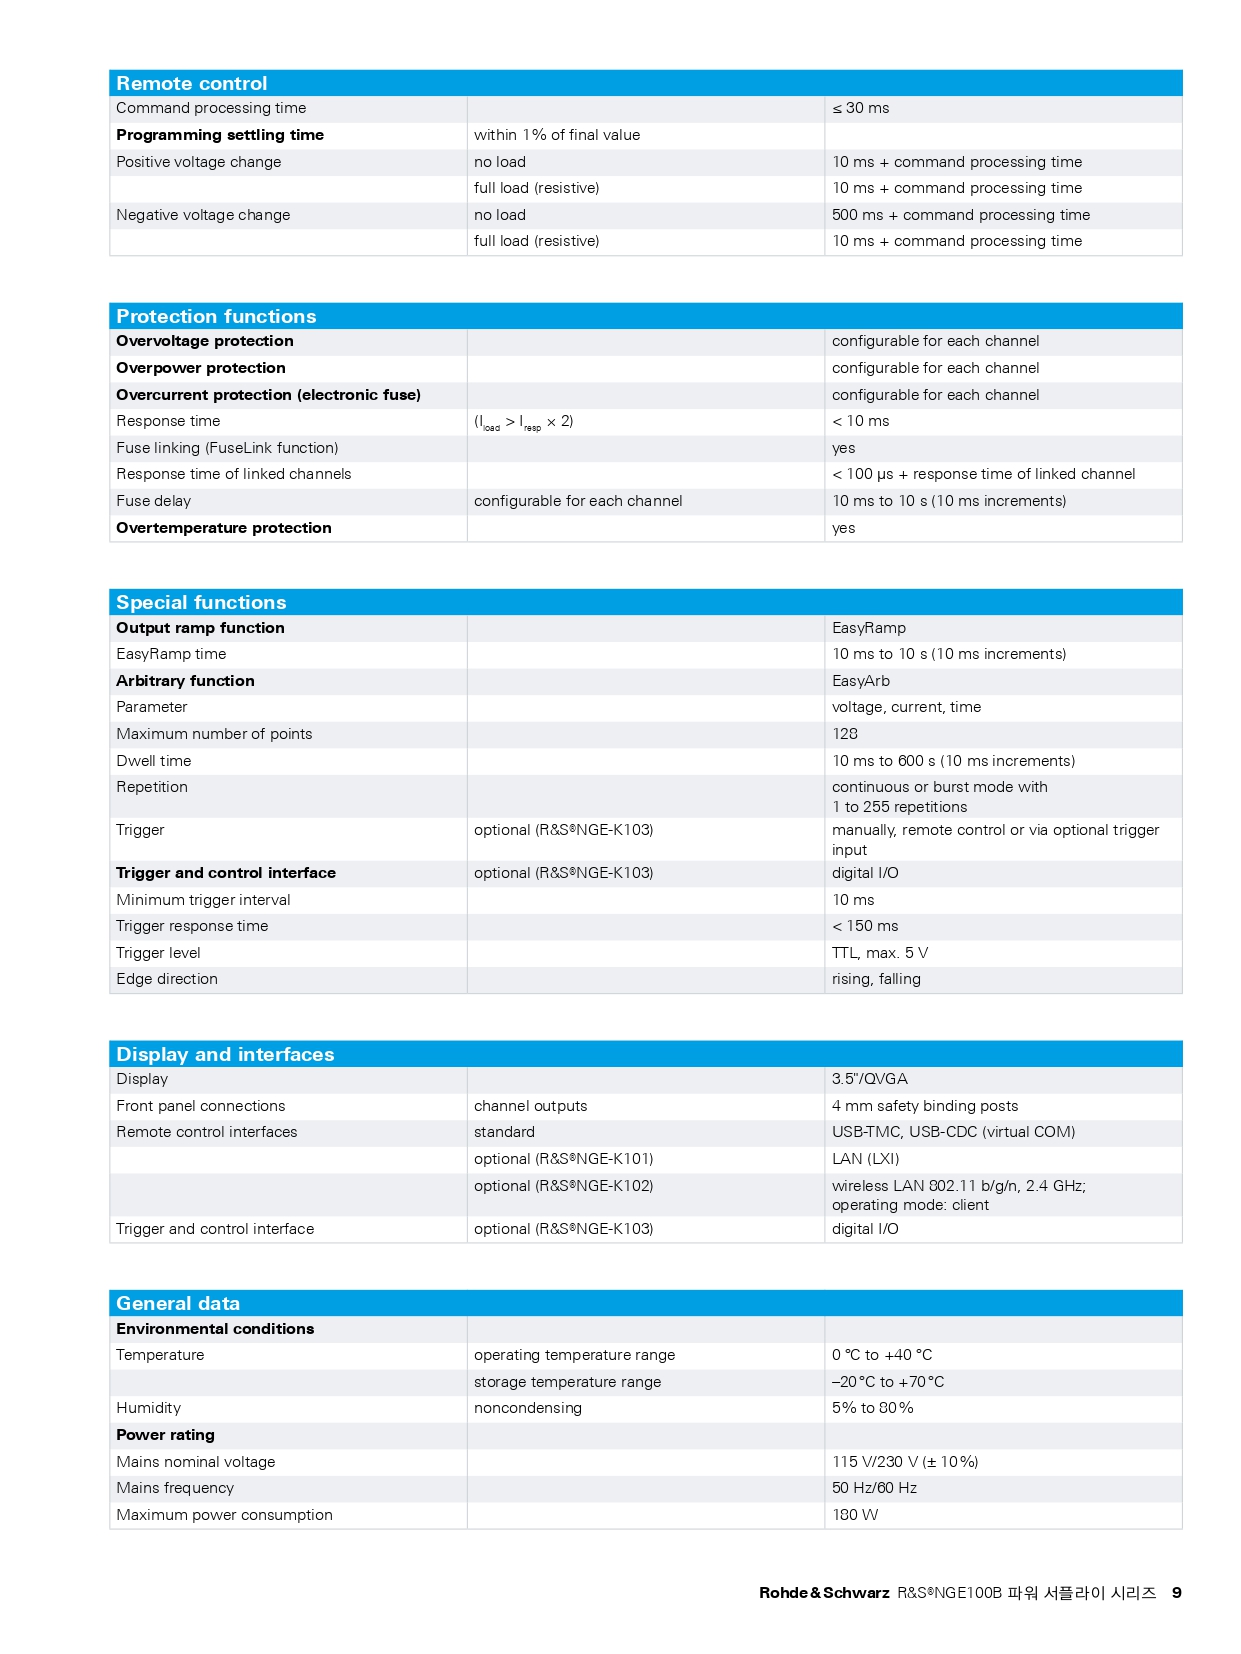 Remote control
Command processing time ≤ 30 ms
Programming settling time within 1% of final value
Positive voltage change no load 10 ms + command processing time
full load (resistive) 10 ms + command processing time
Negative voltage change no load 500 ms + command processing time
full load (resistive) 10 ms + command processing time
Protection functions
Overvoltage protection configurable for each channel
Overpower protection configurable for each channel
Overcurrent protection (electronic fuse) configurable for each channel
Response time (Iload > Iresp × 2) < 10 ms
Fuse linking (FuseLink function) yes
Response time of linked channels < 100 μs + response time of linked channel
Fuse delay configurable for each channel 10 ms to 10 s (10 ms increments)
Overtemperature protection yes
Special functions
Output ramp function EasyRamp
EasyRamp time 10 ms to 10 s (10 ms increments)
Arbitrary function EasyArb
Parameter voltage, current, time
Maximum number of points 128
Dwell time 10 ms to 600 s (10 ms increments)
Repetition continuous or burst mode with
1 to 255 repetitions
Trigger optional (R&S®NGE-K103) manually, remote control or via optional trigger
input
Trigger and control interface optional (R&S®NGE-K103) digital I/O
Minimum trigger interval 10 ms
Trigger response time < 150 ms
Trigger level TTL, max. 5 V
Edge direction rising, falling
Display and interfaces
Display 3.5"/QVGA
Front panel connections channel outputs 4 mm safety binding posts
Remote control interfaces standard USB-TMC, USB-CDC (virtual COM)
optional (R&S®NGE-K101) LAN (LXI)
optional (R&S®NGE-K102) wireless LAN 802.11 b/g/n, 2.4 GHz;
operating mode: client
Trigger and control interface optional (R&S®NGE-K103) digital I/O
General data
Environmental conditions
Temperature operating temperature range 0 °C to +40 °C
storage temperature range –20 °C to +70 °C
Humidity noncondensing 5% to 80%
Power rating
Mains nominal voltage 115 V/230 V (± 10%)
Mains frequency 50 Hz/60 Hz
Maximum power consumption 180 W
Rohde & Schwarz R&S®NGE100B 파워 서플라이 시리즈 9